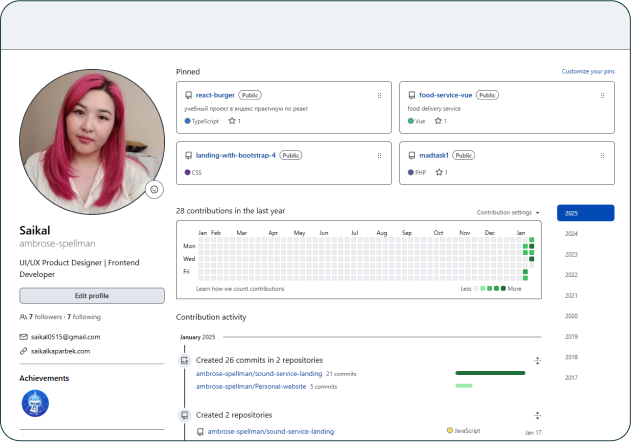 Pinned
Customize your pins
react-burger Public
учебный проект в яндекс практикум по реакт
TypeScript 1
food-service-vue Public
food delivery service
Vue 1
landing-with-bootstrap-4 Public
CSS
madtask1 Public
PHP 1
Saikal
ambrose-spellman
UI/UX Product Designer | Frontend
Developer
Edit profile
7 followers · 7 following
saikal0515@gmail.com
saikalkaparbek.com
Achievements
28 contributions in the last year
Contribution settings
Jan Feb Mar Apr May Jun Jul Aug Sep Oct Nov Dec Jan
Mon
Wed
Fri
Learn how we count contributions
Less More
2025
2024
2023
2022
2021
2020
2019
2018
2017
Contribution activity
January 2025
Created 26 commits in 2 repositories
ambrose-spellman/sound-service-landing 21 commits
ambrose-spellman/Personal-website 5 commits
Created 2 repositories
ambrose-spellman/sound-service-landing
JavaScript
Jan 17